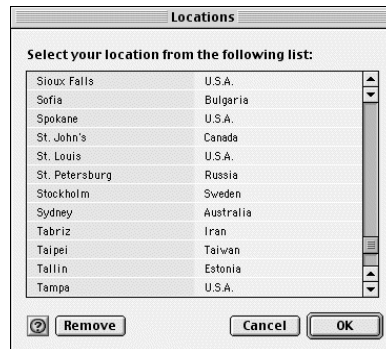 Locations
Select your location from the following list:
Sioux Falls U.S.A.
Sofia Bulgaria
Spokane U.S.A.
St. John's Canada
St. Louis U.S.A.
St. Petersburg Russia
Stockholm Sweden
Sydney Australia
Tabriz Iran
Taipei Taiwan
Tallin Estonia
Tampa U.S.A.
? Remove Cancel OK